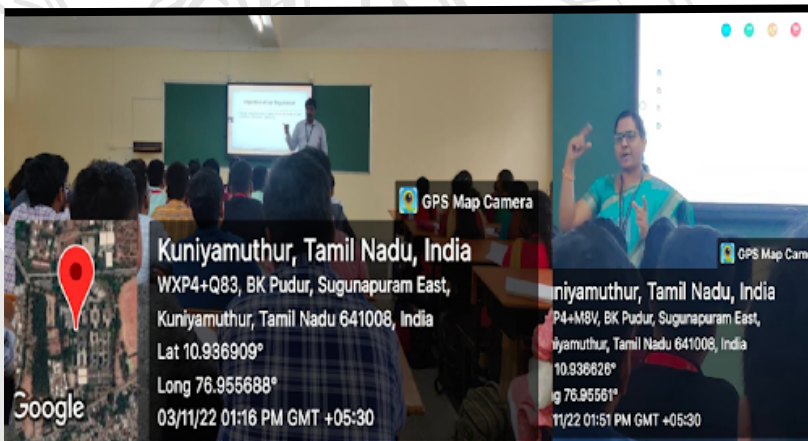 GPS Map Camera
Kuniyamuthur, Tamil Nadu, India
WXP4+Q83, BK Pudur, Sugunapuram East,
Kuniyamuthur, Tamil Nadu 641008, India
Lat 10.936909°
Long 76.955688°
03/11/22 01:16 PM GMT +05:30
Google
GPS Map Cam
niyamuthur, Tamil Nadu, India
P4+M8V, BK Pudur, Sugunapuram East,
iyamuthur, Tamil Nadu 641008, India
10.936626°
g 76.95561°
11/22 01:51 PM GMT +05:30